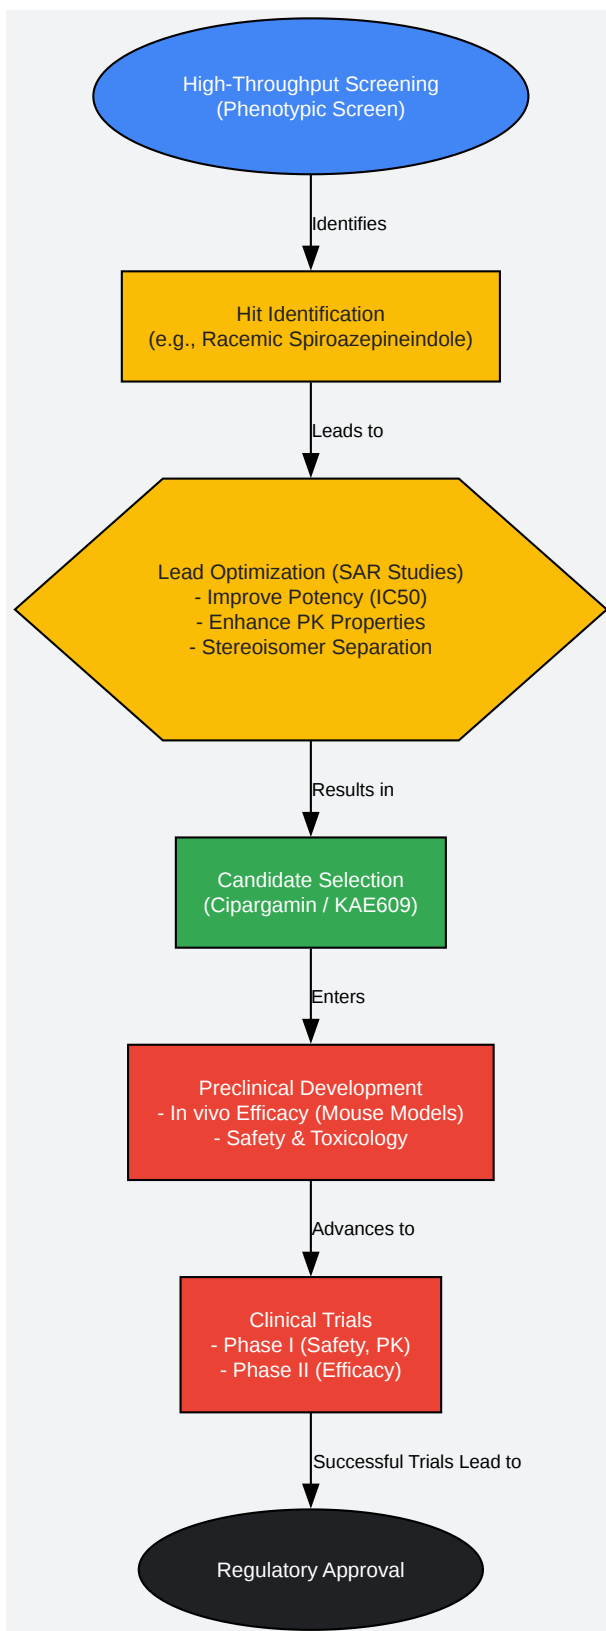 High-Throughput Screening
(Phenotypic Screen)
Identifies
Hit Identification
(e.g., Racemic Spiroazepineindole)
Leads to
Lead Optimization (SAR Studies)
- Improve Potency (IC50)
- Enhance PK Properties
- Stereoisomer Separation
Results in
Candidate Selection
(Cipargamin / KAE609)
Enters
Preclinical Development
- In vivo Efficacy (Mouse Models)
- Safety & Toxicology
Advances to
Clinical Trials
- Phase I (Safety, PK)
- Phase II (Efficacy)
Successful Trials Lead to
Regulatory Approval